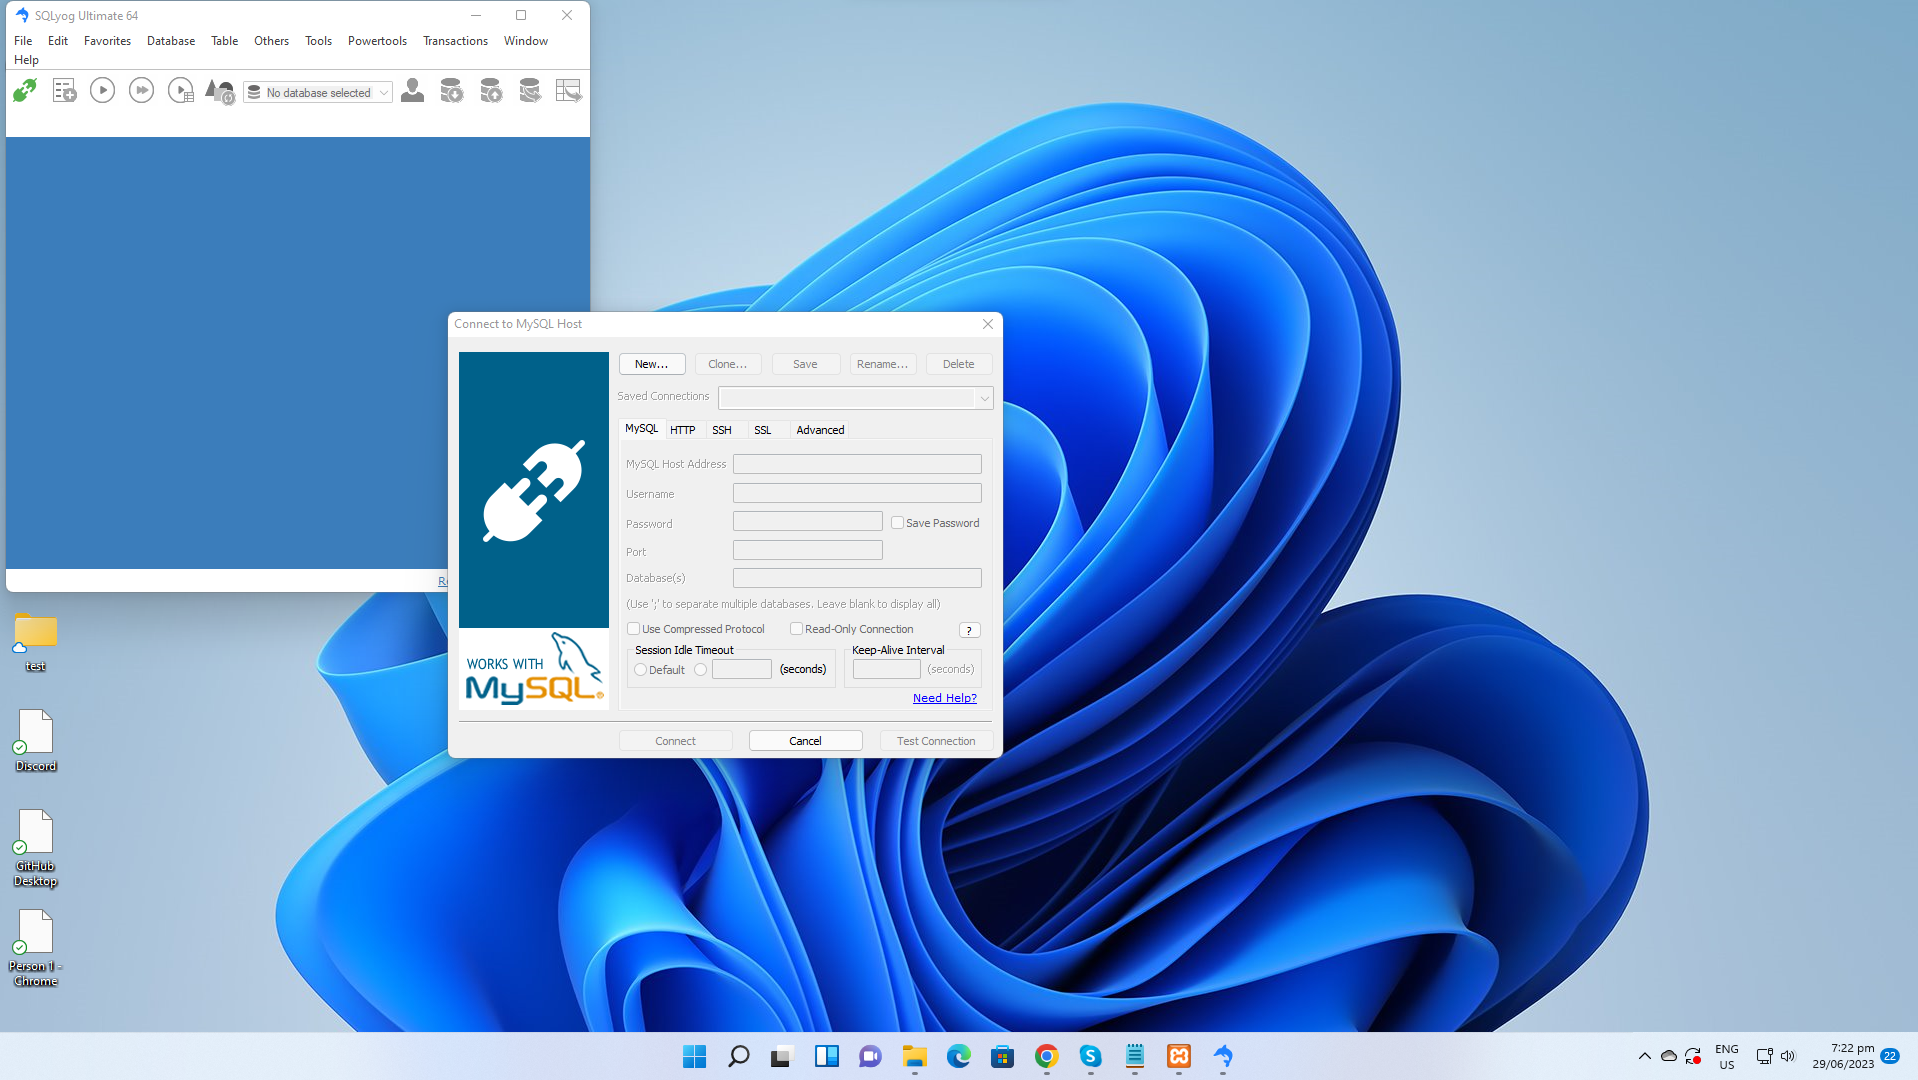 SQLyog Ultimate 64
File Edit Favorites Database Table Others Tools Powertools Transactions Window
Help
No database selected
Connect to MySQL Host
New... Clone... Save Rename... Delete
Saved Connections
MySQL HTTP SSH SSL Advanced
MySQL Host Address
Username
Password Save Password
Port
Database(s)
(Use ';' to separate multiple databases. Leave blank to display all)
Use Compressed Protocol Read-Only Connection ?
Session Idle Timeout Keep-Alive Interval
Default (seconds) (seconds)
Need Help?
WORKS WITH
MySQL®
Connect Cancel Test Connection
test
Discord
GitHub
Desktop
Person 1 -
Chrome
ENG
US
7:22 pm
29/06/2023
22